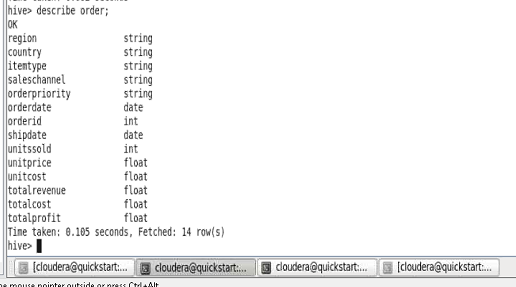 hive> describe order;
OK
region string
country string
itemtype string
saleschannel string
orderpriority string
orderdate date
orderid int
shipdate date
unitssold int
unitprice float
unitcost float
totalrevenue float
totalcost float
totalprofit float
Time taken: 0.105 seconds, Fetched: 14 row(s)
hive>
[cloudera@quickstart:... cloudera@quickstart:... cloudera@quickstart:... [cloudera@quickstart:...
mouse pointer outside or press Ctrl+Alt